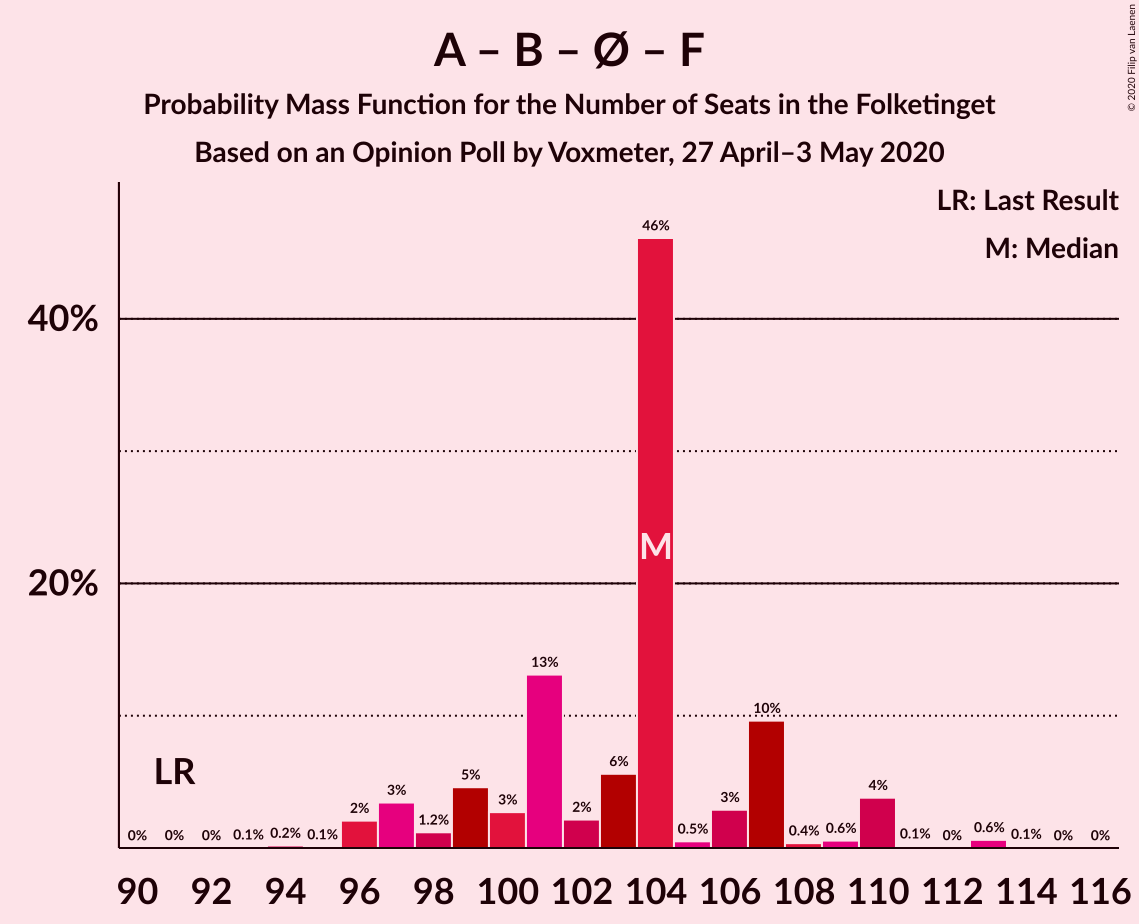 A – B – Ø – F
Probability Mass Function for the Number of Seats in the Folketinget
Based on an Opinion Poll by Voxmeter, 27 April–3 May 2020
© 2020 Filip van Laenen
LR: Last Result
M: Median
40%
20%
0% 0% 0% 0.1% 0.2% 0.1% 2% 3% 1.2% 5% 3% 13% 2% 6% 46% 0.5% 3% 10% 0.4% 0.6% 4% 0.1% 0% 0.6% 0.1% 0% 0%
LR
M
90 92 94 96 98 100 102 104 106 108 110 112 114 116